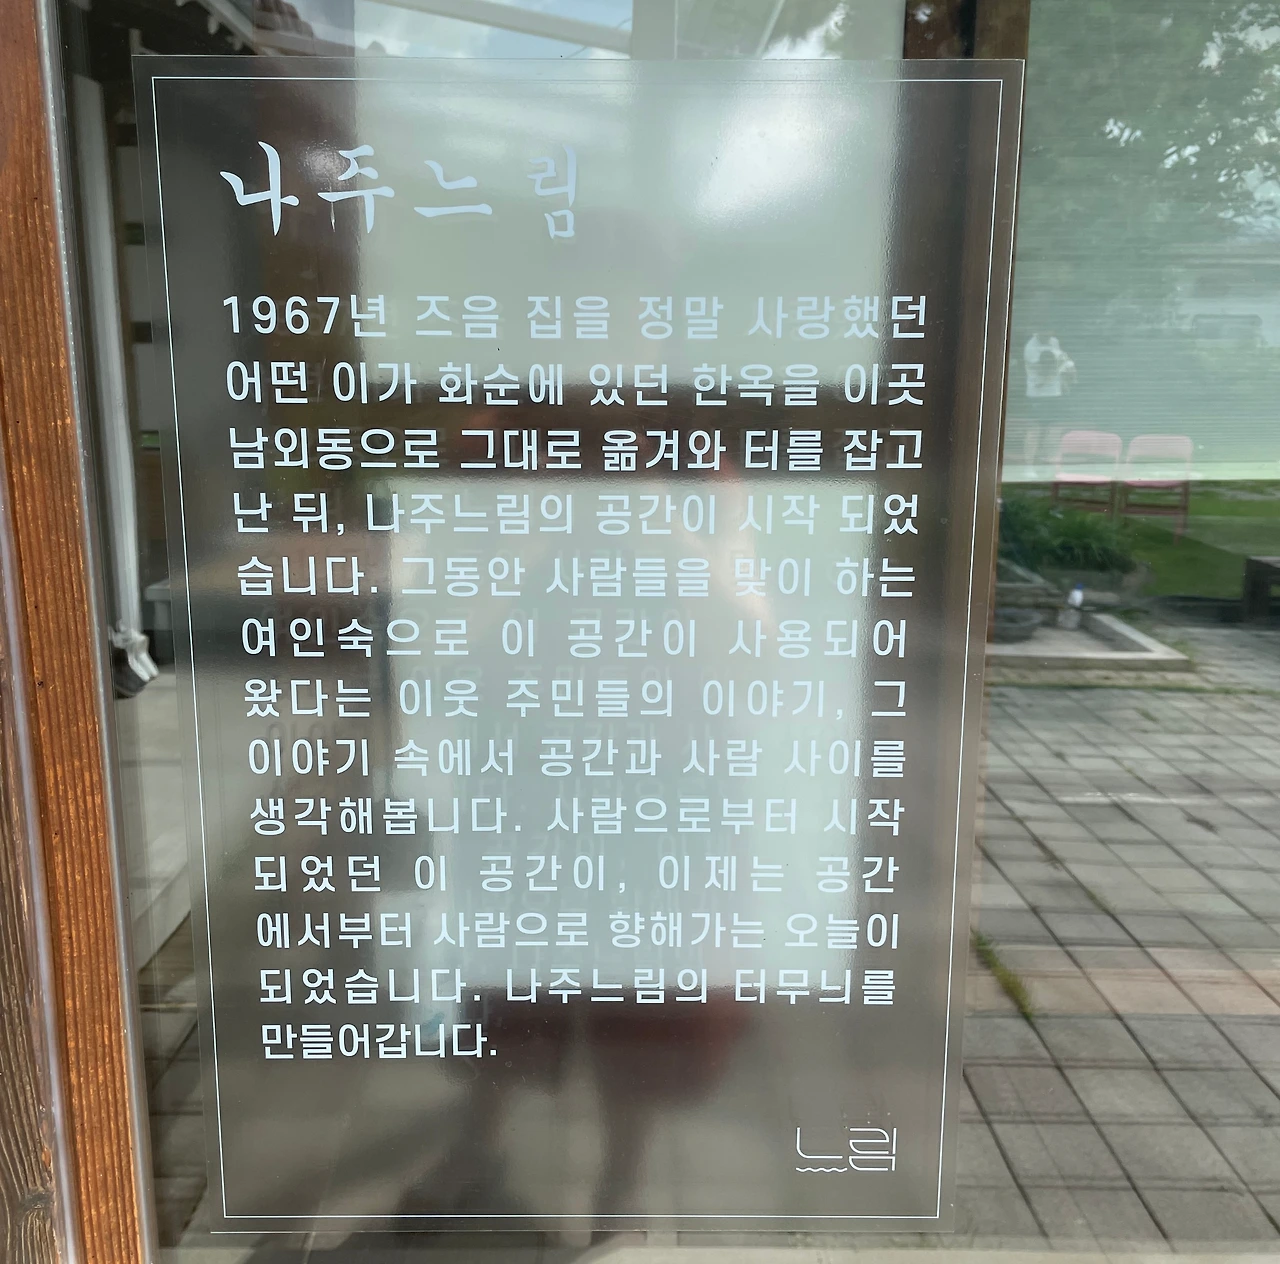 나주느림
1967년 즈음 집을 정말 사랑했던
어떤 이가 화순에 있던 한옥을 이곳
남외동으로 그대로 옮겨와 터를 잡고
난 뒤, 나주느림의 공간이 시작 되었
습니다. 그동안 사람들을 맞이 하는
여인숙으로 이 공간이 사용되어
왔다는 이웃 주민들의 이야기, 그
이야기 속에서 공간과 사람 사이를
생각해봅니다. 사람으로부터 시작
되었던 이 공간이, 이제는 공간
에서부터 사람으로 향해가는 오늘이
되었습니다. 나주느림의 터무늬를
만들어갑니다.
느림